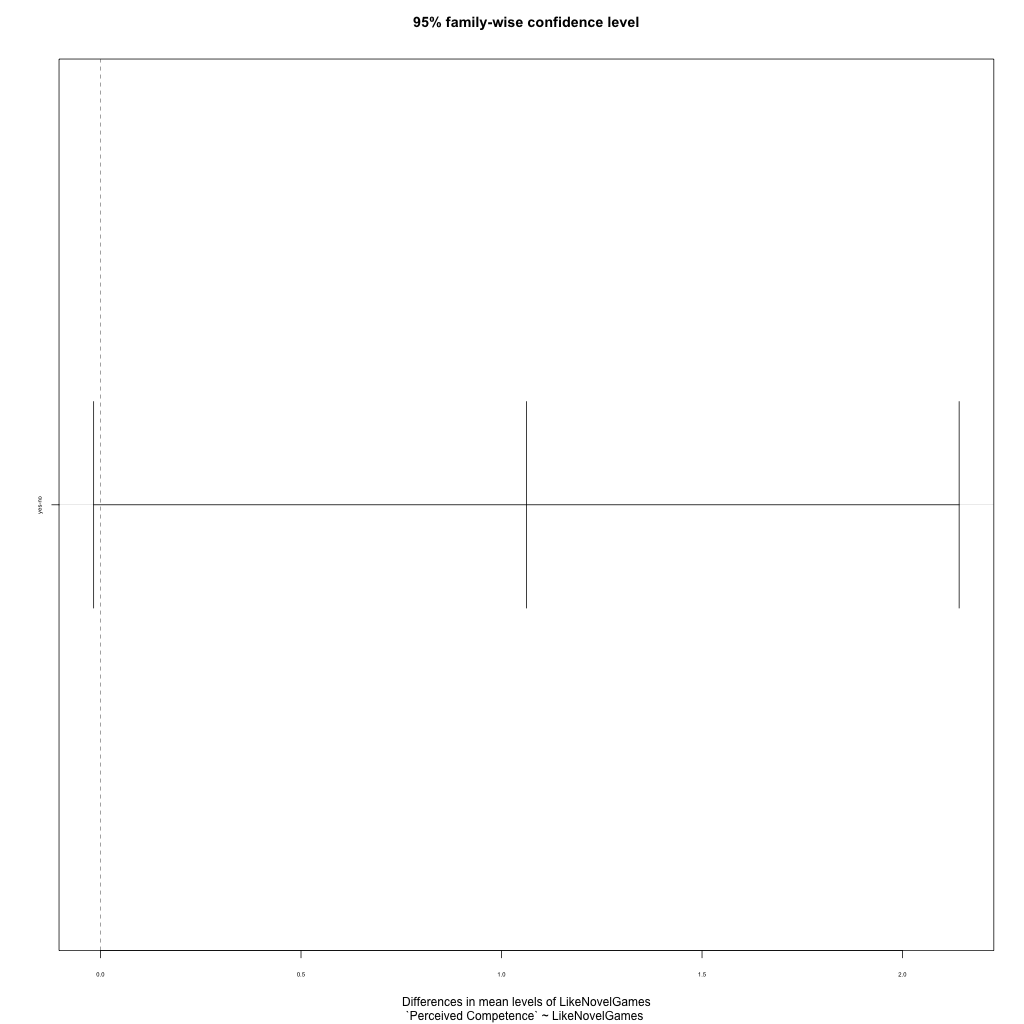 95% family-wise confidence level
yes-no
0.0 0.5 1.0 1.5 2.0
Differences in mean levels of LikeNovelGames
`Perceived Competence` ~ LikeNovelGames